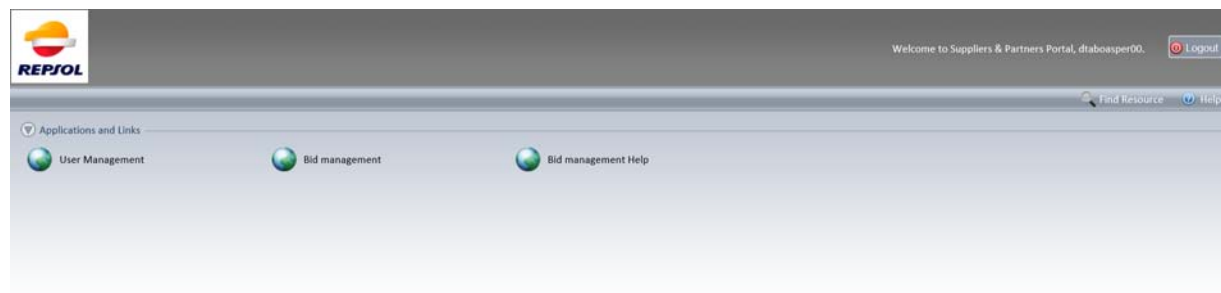 REPSOL
Welcome to Suppliers & Partners Portal, dtaboasper00.
Logout
Find Resource
Help
Applications and Links
User Management
Bid management
Bid management Help